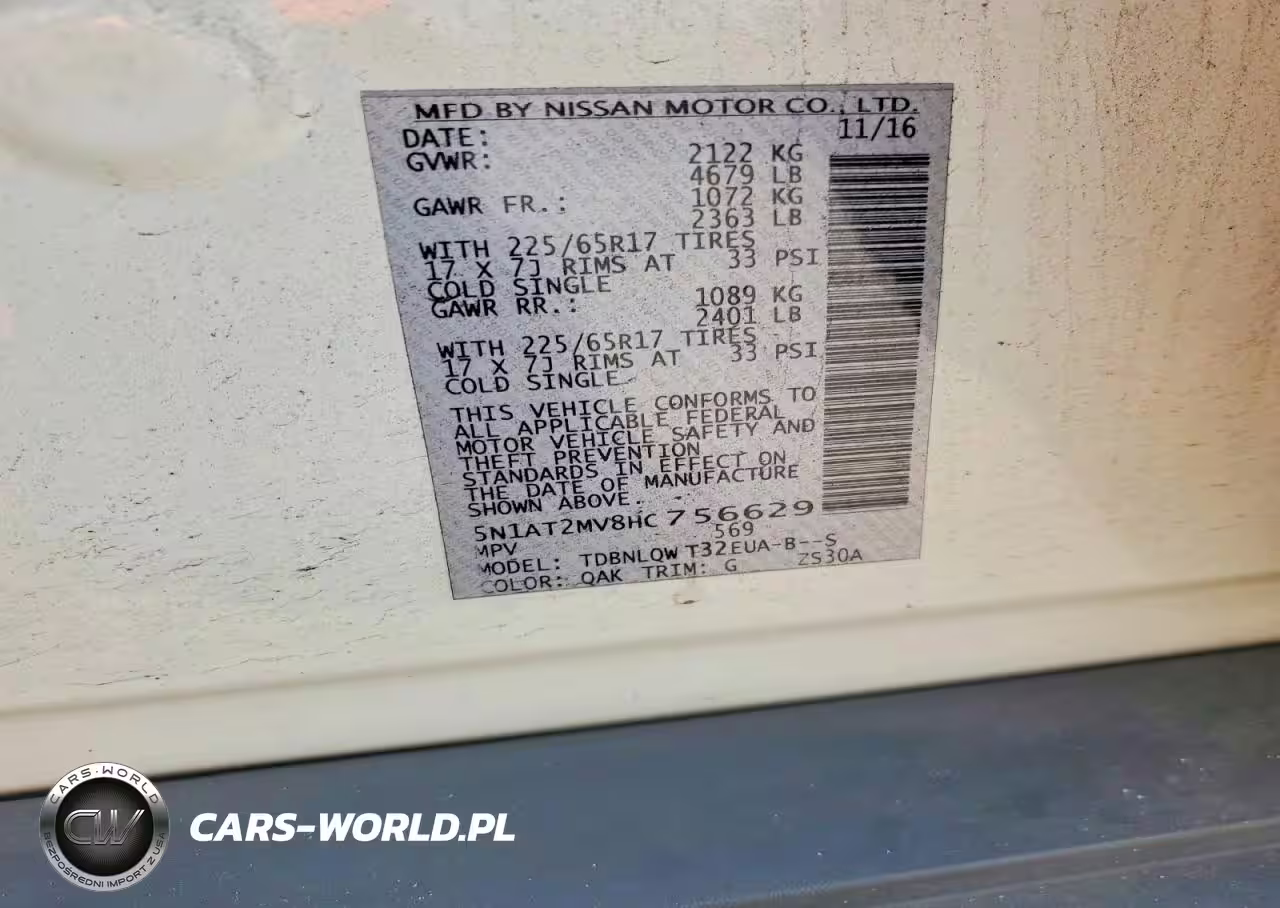 MFD BY NISSAN MOTOR CO., LTD.
DATE: 11/16
GVWR: 2122 KG
4679 LB
GAWR FR.: 1072 KG
2363 LB
WITH 225/65R17 TIRES
17 X 7J RIMS AT 33 PSI
COLD SINGLE
GAWR RR.: 1089 KG
2401 LB
WITH 225/65R17 TIRES
17 X 7J RIMS AT 33 PSI
COLD SINGLE
THIS VEHICLE CONFORMS TO
ALL APPLICABLE FEDERAL
MOTOR VEHICLE SAFETY AND
THEFT PREVENTION
STANDARDS IN EFFECT ON
THE DATE OF MANUFACTURE
SHOWN ABOVE.
5N1AT2MV8HC756629
MPV 569
MODEL: TDBNLQWT32EUA-B--S
COLOR: QAK TRIM: G ZS30A
CARS-WORLD
CW
BEZPOŚREDNI IMPORT Z USA
CARS-WORLD.PL